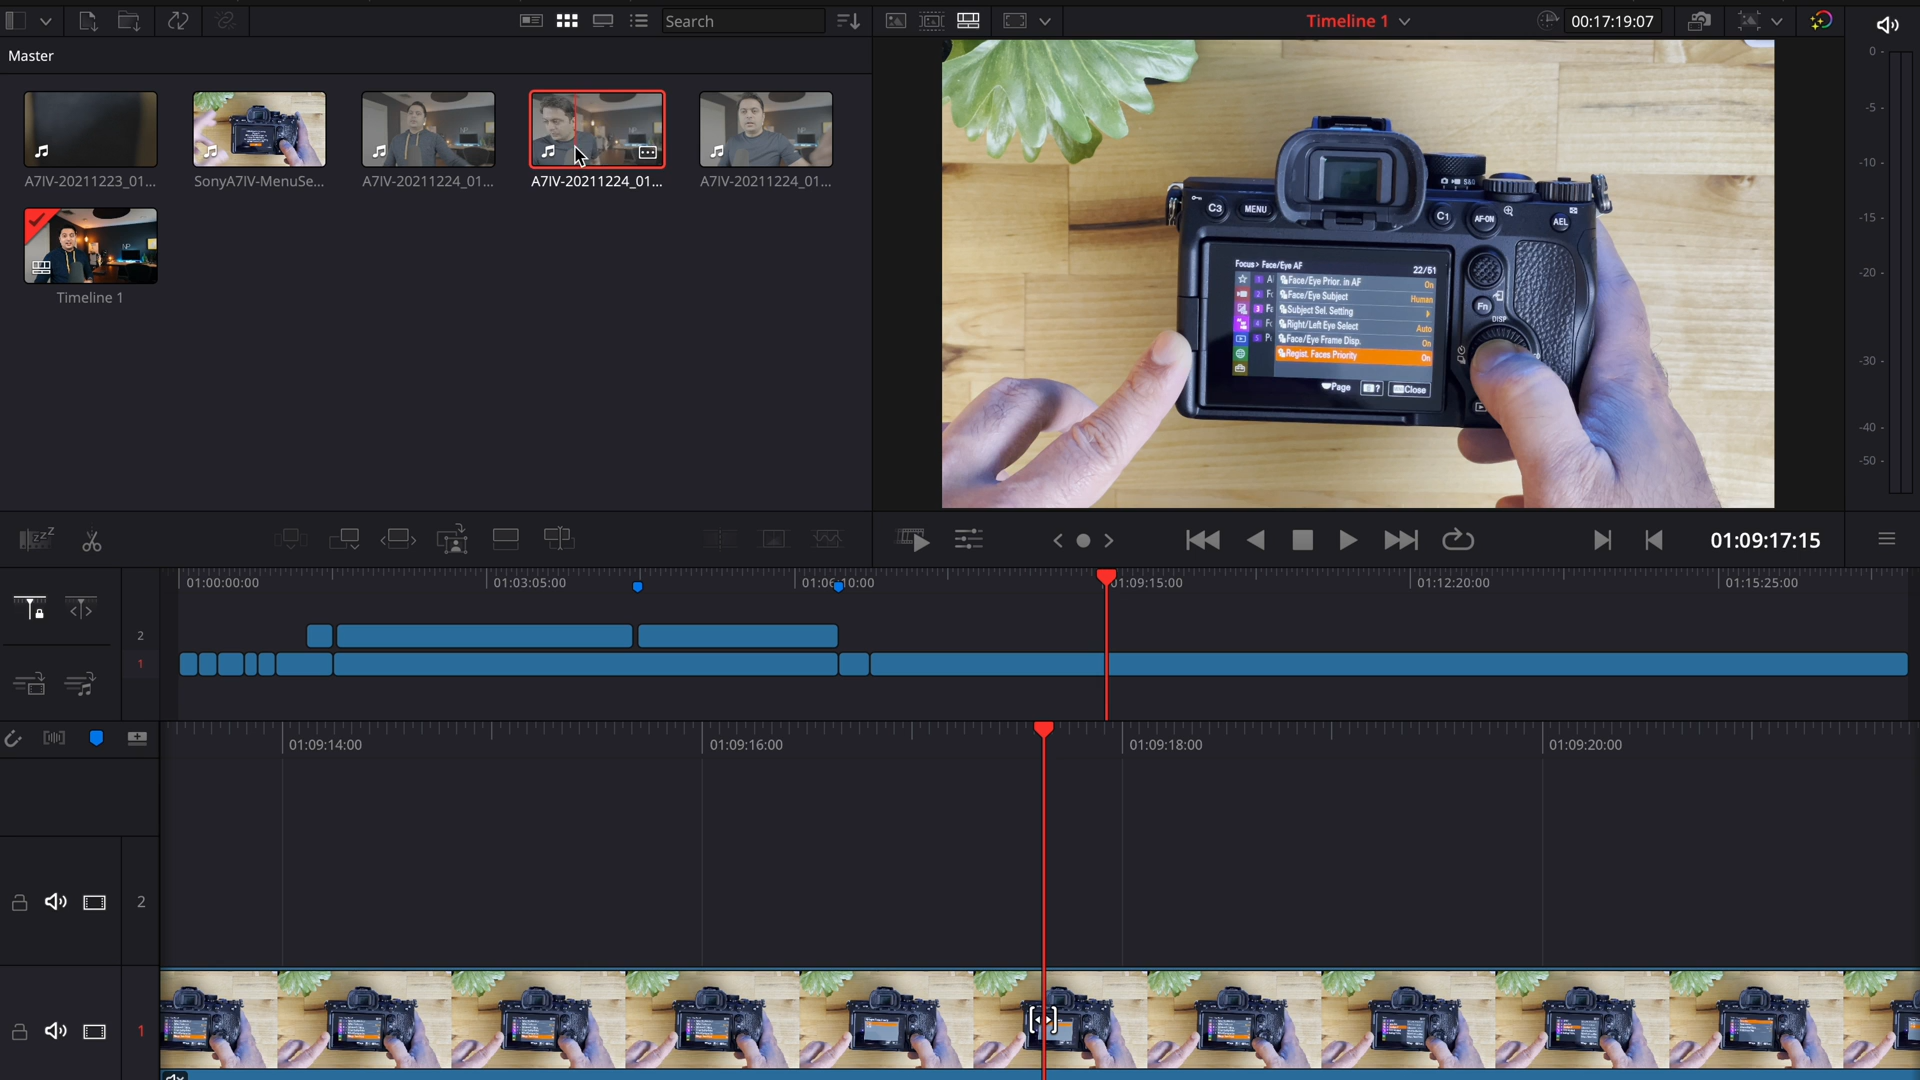 Search
Timeline 1
00:17:19:07
Master
A7IV-20211223_01...
SonyA7IV-MenuSe...
A7IV-20211224_01...
A7IV-20211224_01...
A7IV-20211224_01...
Timeline 1
0
-5
-10
-15
-20
-30
-40
-50
C3
MENU
C1
AF-ON
AEL
S&Q
Fn
DISP
Focus> Face/Eye AF
22/51
Face/Eye Prior. in AF On
Face/Eye Subject Human
Subject Sel. Setting
Right/Left Eye Select Auto
Face/Eye Frame Disp. On
Regist. Faces Priority On
Page ? Close
01:09:17:15
01:00:00:00
01:03:05:00
01:06:10:00
01:09:15:00
01:12:20:00
01:15:25:00
2
1
01:09:14:00
01:09:16:00
01:09:18:00
01:09:20:00
2
1